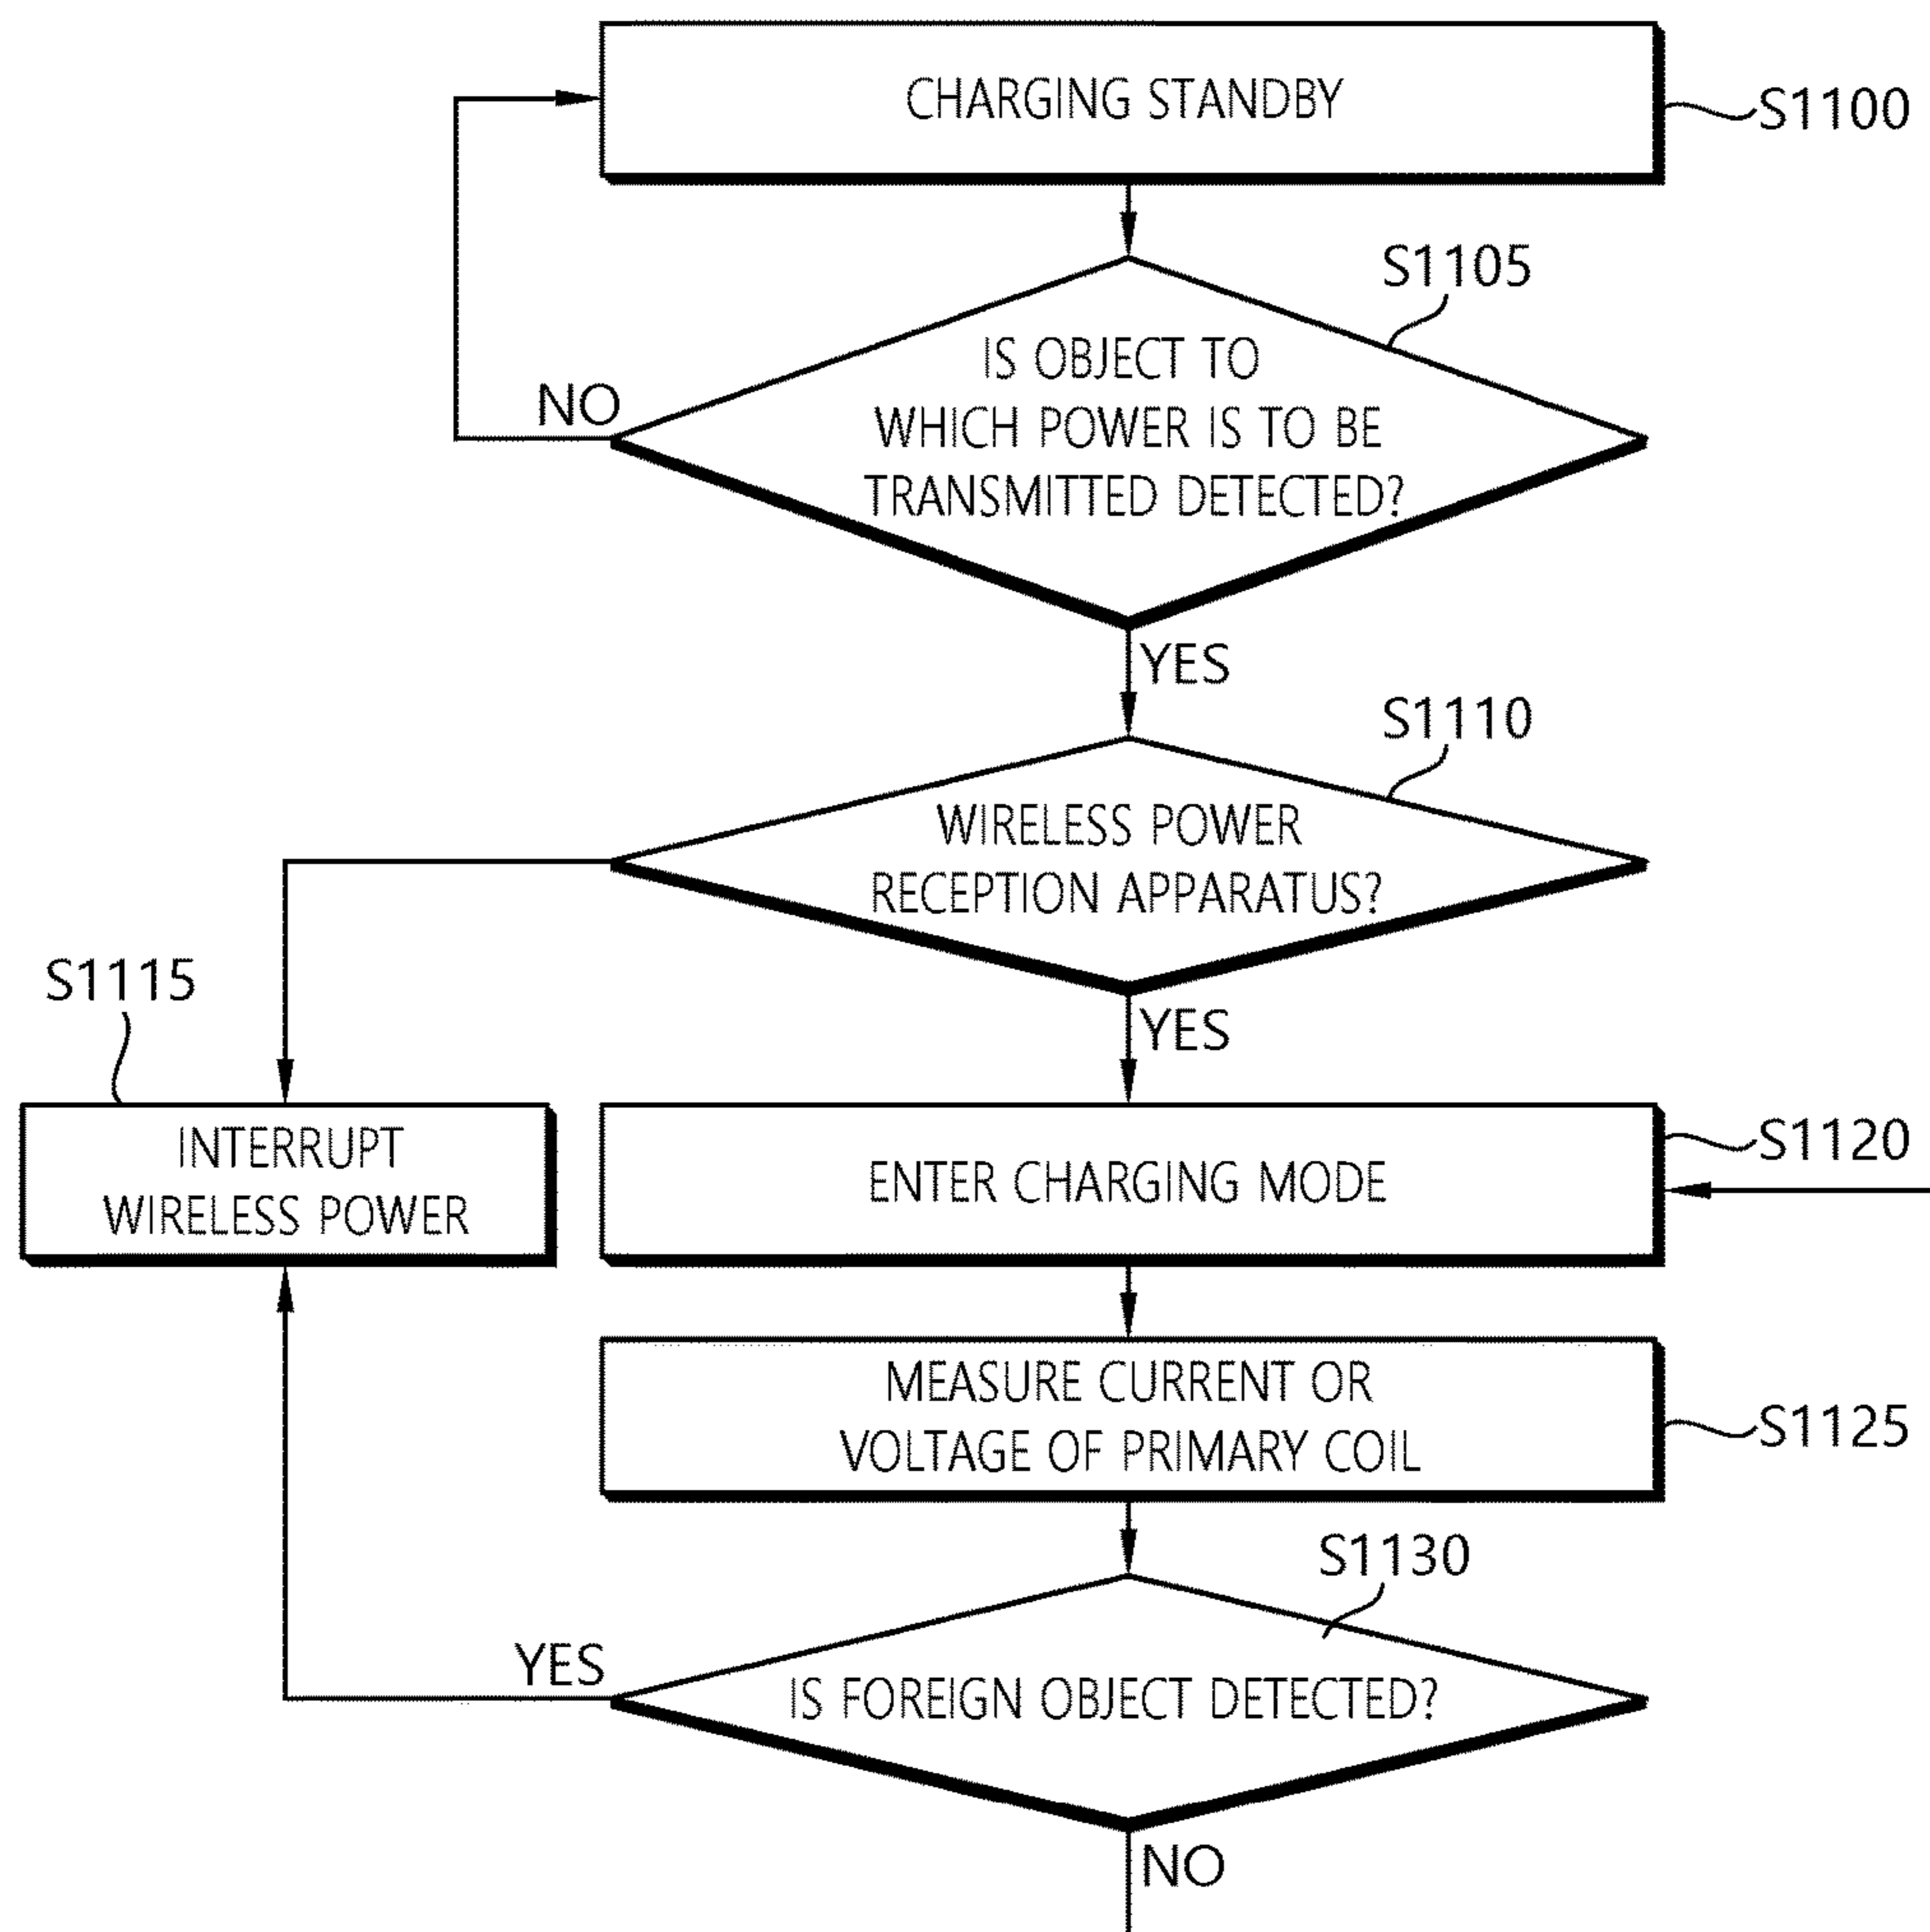 CHARGING STANDBY
S1100
S1105
IS OBJECT TO
WHICH POWER IS TO BE
TRANSMITTED DETECTED?
NO
YES
S1110
WIRELESS POWER
RECEPTION APPARATUS?
YES
S1115
INTERRUPT
WIRELESS POWER
ENTER CHARGING MODE
S1120
MEASURE CURRENT OR
VOLTAGE OF PRIMARY COIL
S1125
S1130
YES
IS FOREIGN OBJECT DETECTED?
NO